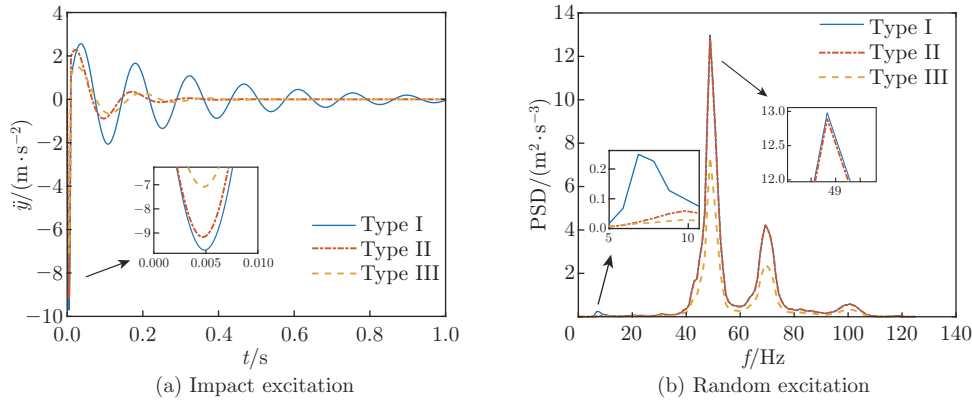 4
2
0
−2
−4
−6
−8
−10
ÿ/(m·s⁻²)
−7
−8
−9
0.000 0.005 0.010
Type I
Type II
Type III
0.0 0.2 0.4 0.6 0.8 1.0
t/s
(a) Impact excitation
14
12
10
8
6
4
2
PSD/(m²·s⁻³)
Type I
Type II
Type III
13.0
12.5
12.0
49
0.2
0.1
0.0
5 10
0 20 40 60 80 100 120
f/Hz
(b) Random excitation